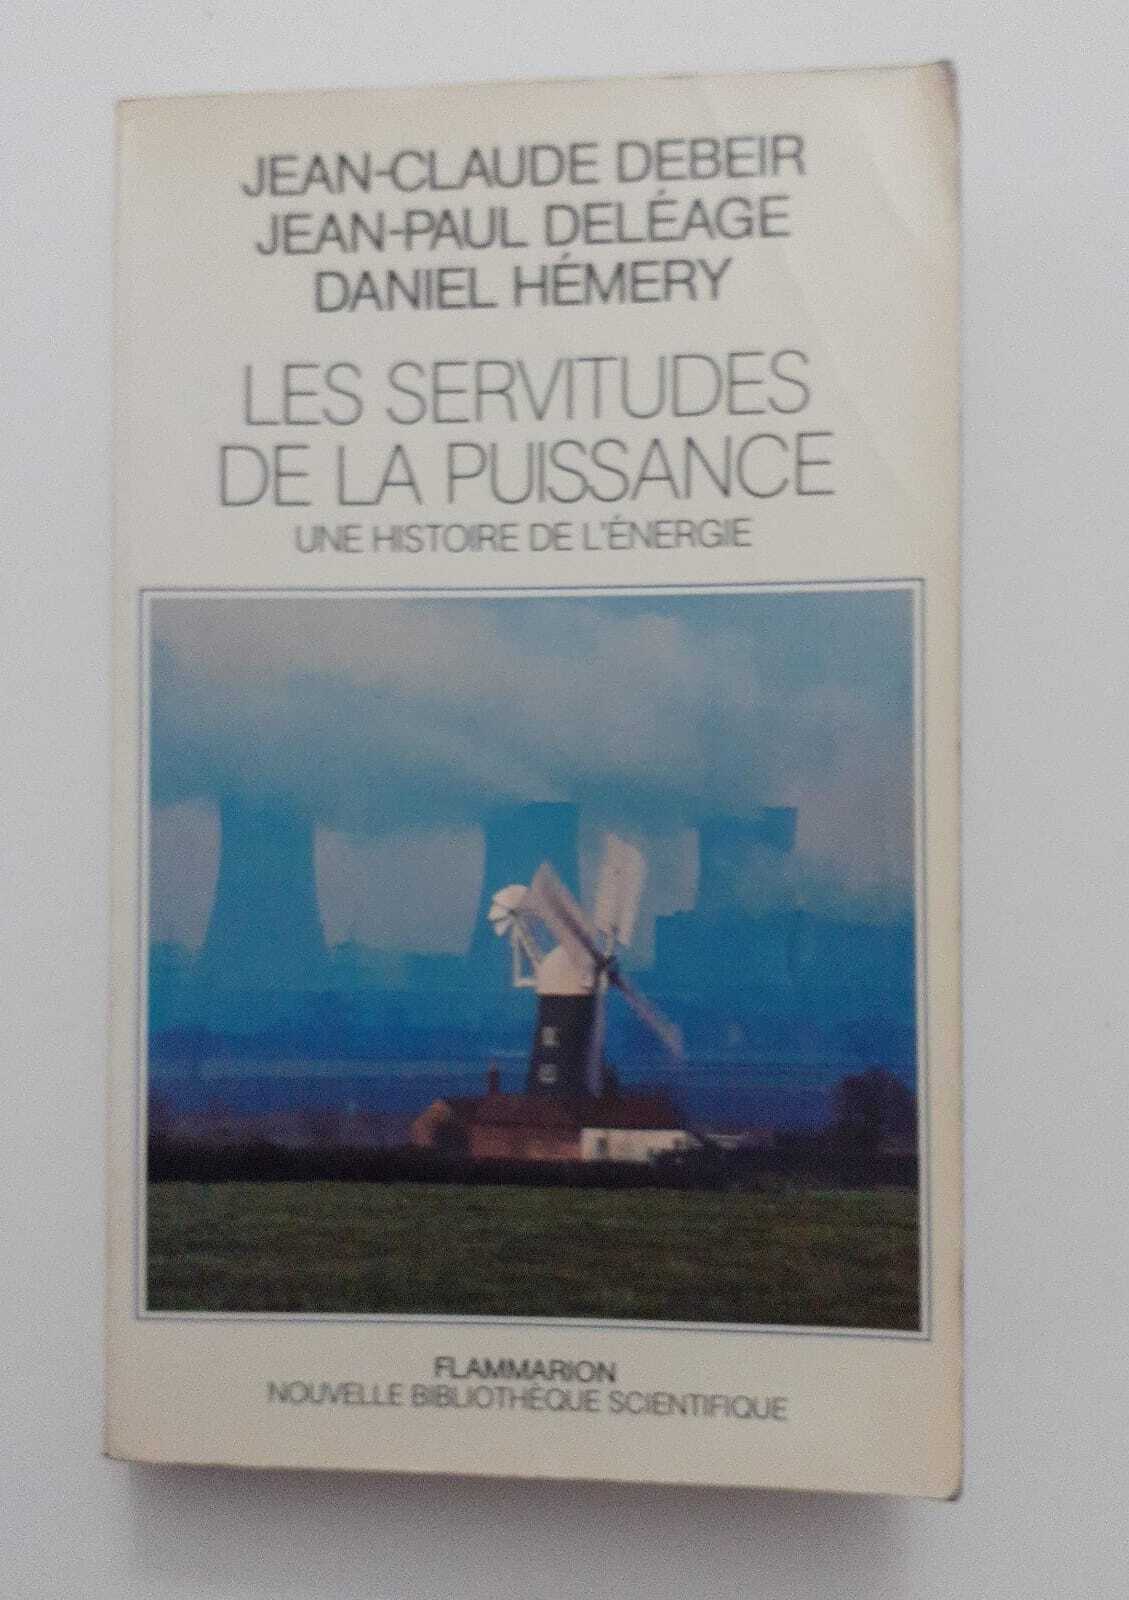 JEAN-CLAUDE DEBEIR
JEAN-PAUL DELÉAGE
DANIEL HÉMERY
LES SERVITUDES
DE LA PUISSANCE
UNE HISTOIRE DE L'ÉNERGIE
FLAMMARION
NOUVELLE BIBLIOTHÈQUE SCIENTIFIQUE